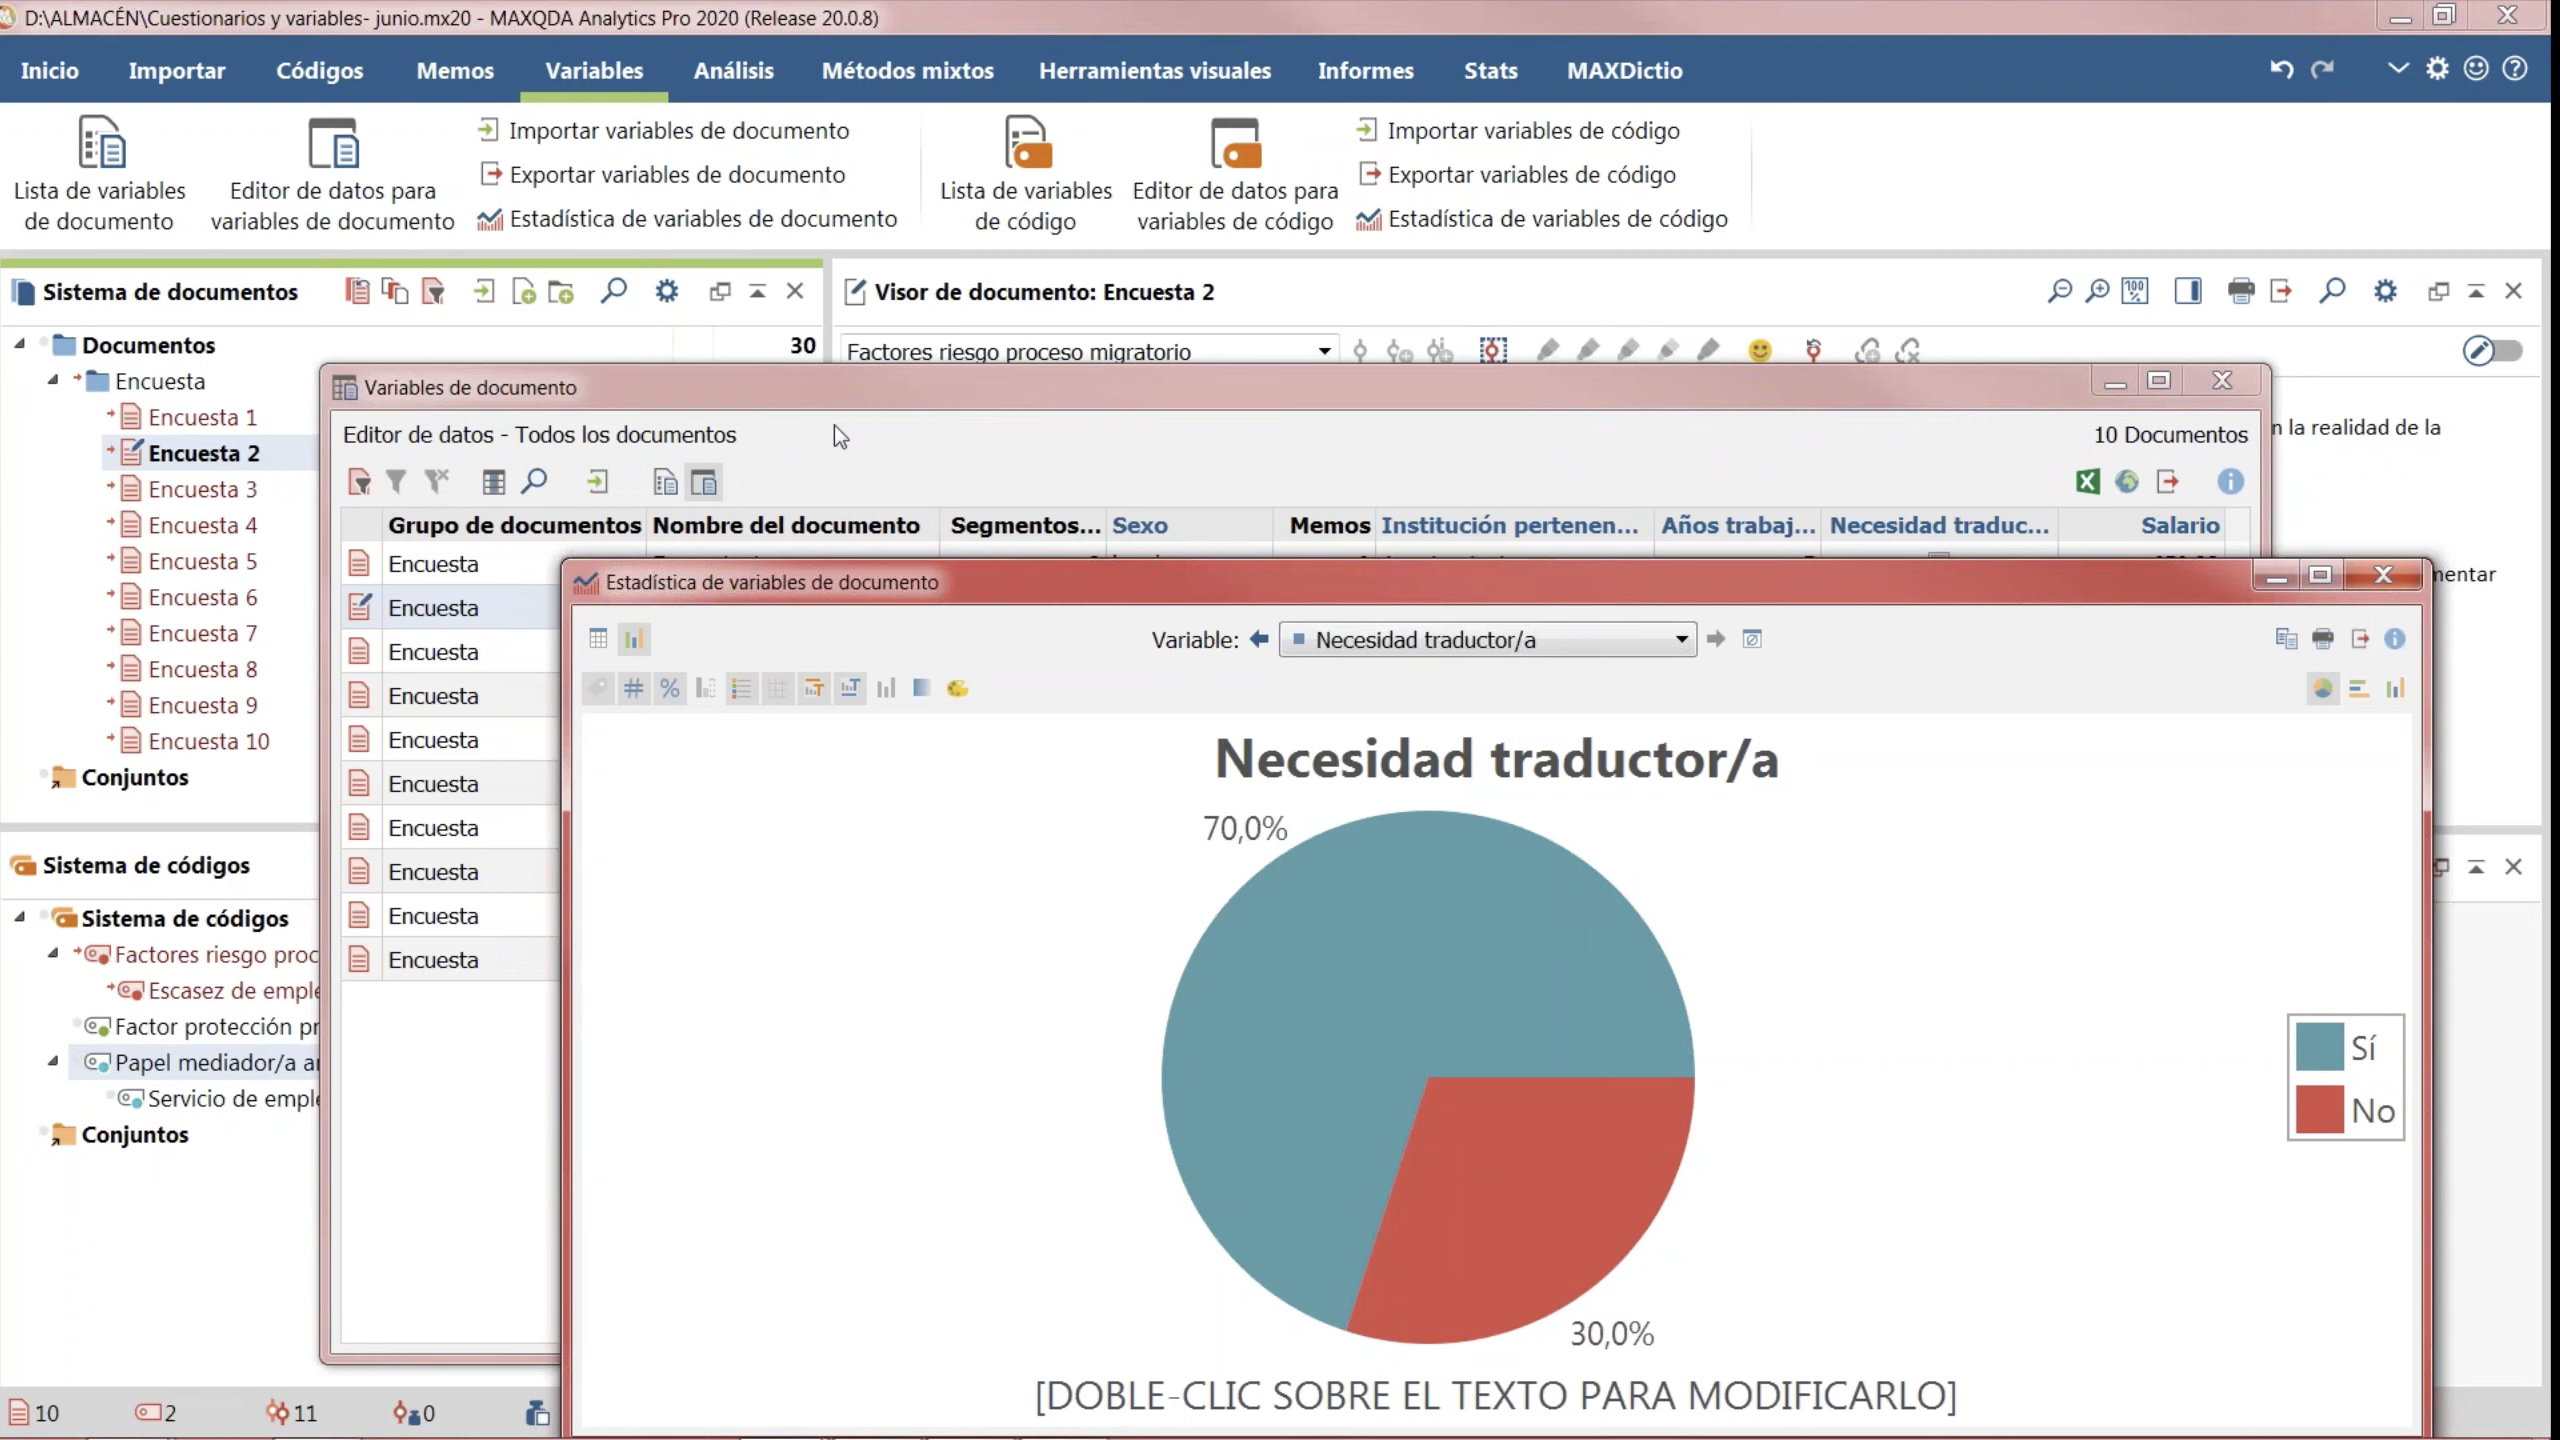 D:\ALMACÉN\Cuestionarios y variables- junio.mx20 - MAXQDA Analytics Pro 2020 (Release 20.0.8)
Inicio Importar Códigos Memos Variables Análisis Métodos mixtos Herramientas visuales Informes Stats MAXDictio
Lista de variables de documento
Editor de datos para variables de documento
Importar variables de documento
Exportar variables de documento
Estadística de variables de documento
Lista de variables de código
Editor de datos para variables de código
Importar variables de código
Exportar variables de código
Estadística de variables de código
Sistema de documentos
Documentos 30
Encuesta
Encuesta 1
Encuesta 2
Encuesta 3
Encuesta 4
Encuesta 5
Encuesta 6
Encuesta 7
Encuesta 8
Encuesta 9
Encuesta 10
Conjuntos
Visor de documento: Encuesta 2
100 %
Factores riesgo proceso migratorio
n la realidad de la
mentar
Variables de documento
Editor de datos - Todos los documentos 10 Documentos
Grupo de documentos Nombre del documento Segmentos... Sexo Memos Institución pertenen... Años trabaj... Necesidad traduc... Salario
Encuesta
Encuesta
Encuesta
Encuesta
Encuesta
Encuesta
Encuesta
Encuesta
Encuesta
Encuesta
Estadística de variables de documento
Variable: Necesidad traductor/a
Necesidad traductor/a
70,0%
30,0%
Sí
No
[DOBLE-CLIC SOBRE EL TEXTO PARA MODIFICARLO]
Sistema de códigos
Sistema de códigos
Factores riesgo proc
Escasez de emple
Factor protección pr
Papel mediador/a a
Servicio de emple
Conjuntos
10 2 11 0